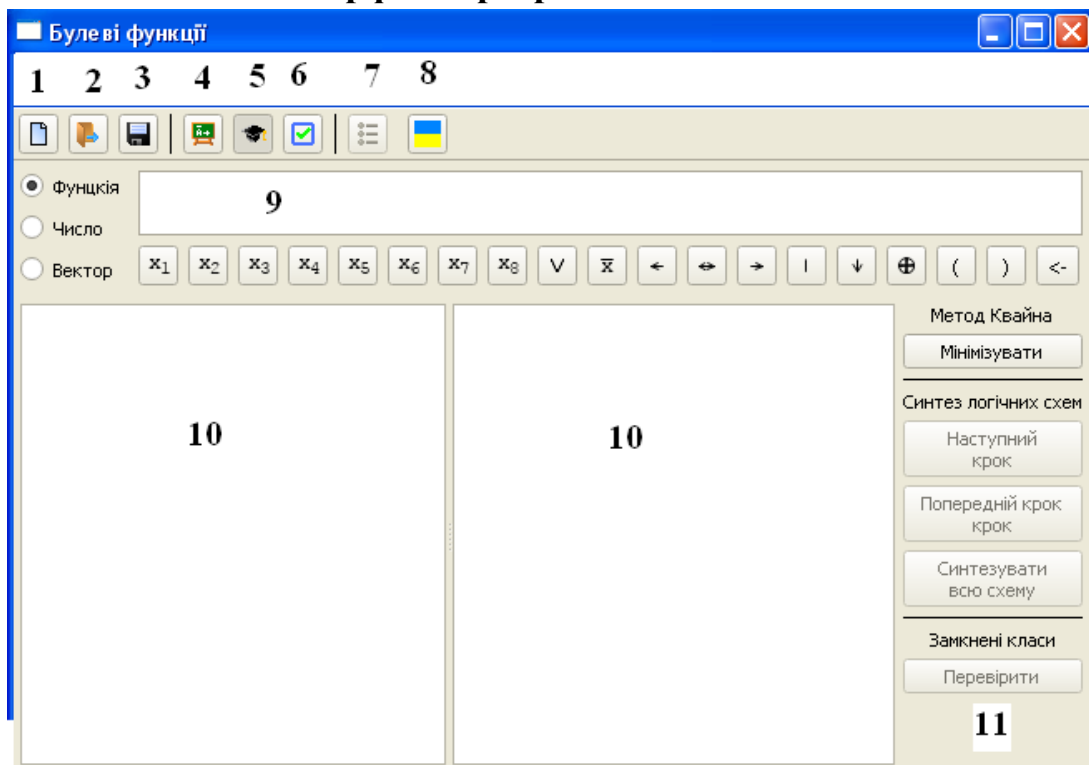 Булеві функції
1 2 3 4 5 6 7 8
Фунцкія
9
Число
Вектор
x₁ x₂ x₃ x₄ x₅ x₆ x₇ x₈ V x̅ ← ↔ → | ↓ ⊕ ( ) <-
Метод Квайна
Мінімізувати
Синтез логічних схем
10 10
Наступний
крок
Попередній крок
крок
Синтезувати
всю схему
Замкнені класи
Перевірити
11